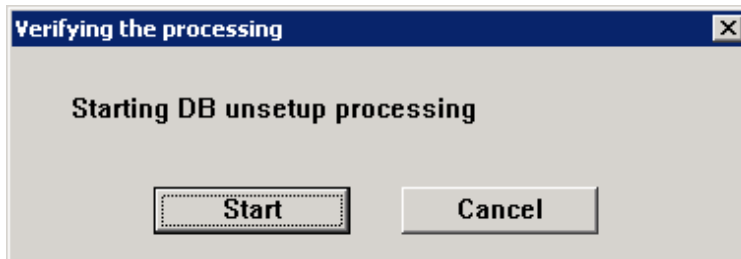 Verifying the processing
Starting DB unsetup processing
Start
Cancel